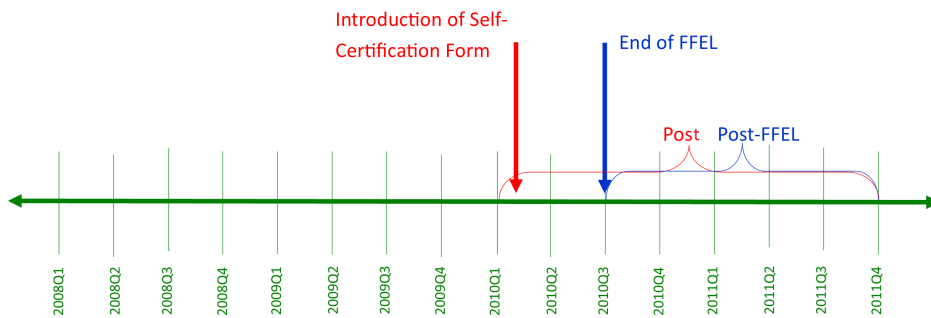 Introduction of Self-
Certification Form
End of FFEL
Post
Post-FFEL
2008Q1
2008Q2
2008Q3
2008Q4
2009Q1
2009Q2
2009Q3
2009Q4
2010Q1
2010Q2
2010Q3
2010Q4
2011Q1
2011Q2
2011Q3
2011Q4